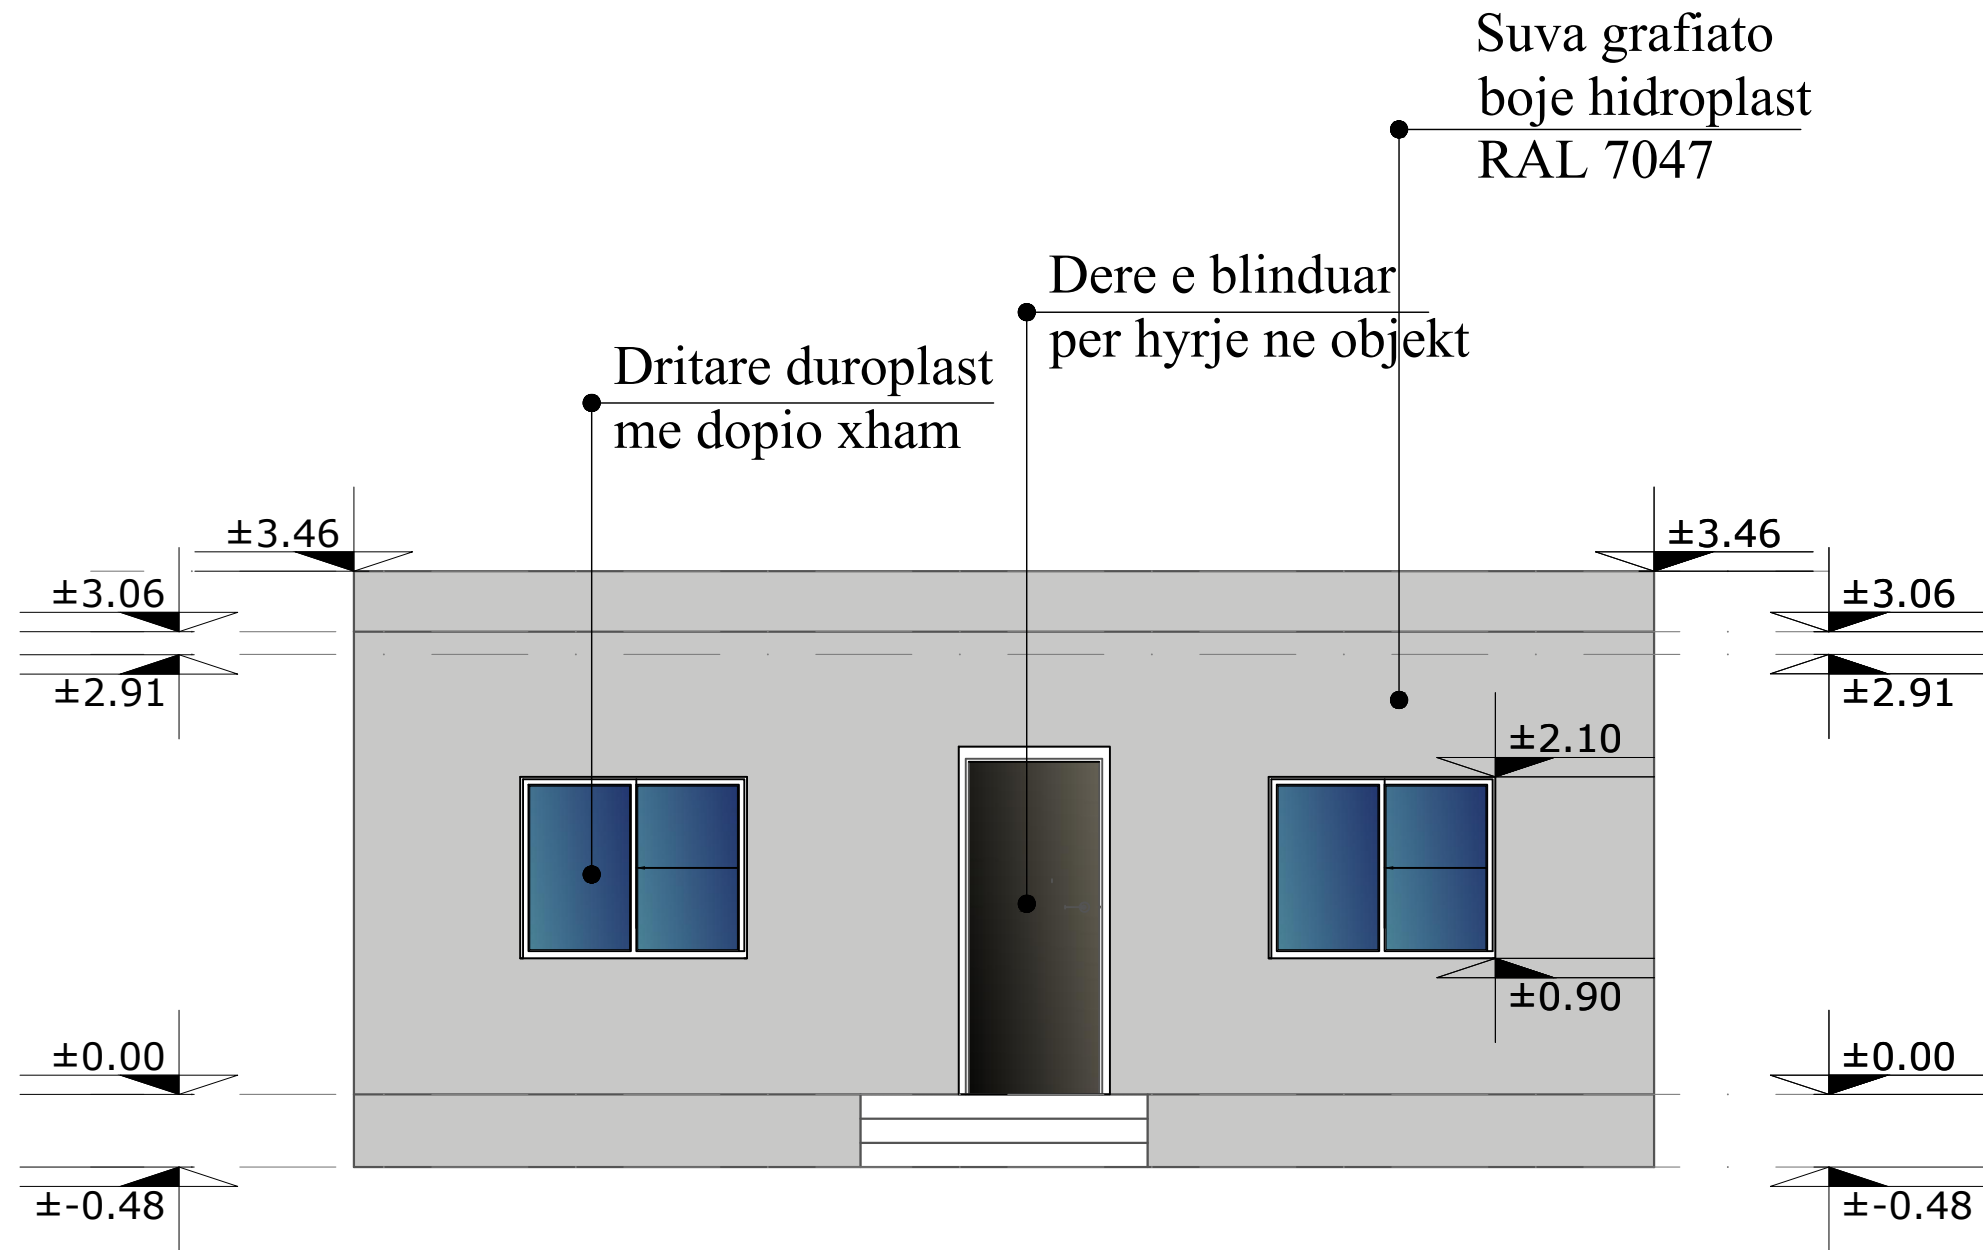 Suva grafiato
boje hidroplast
RAL 7047
Dere e blinduar
per hyrje ne objekt
Dritare duroplast
me dopio xham
±3.46
±3.46
±3.06
±3.06
±2.91
±2.91
±2.10
±0.90
±0.00
±0.00
±-0.48
±-0.48